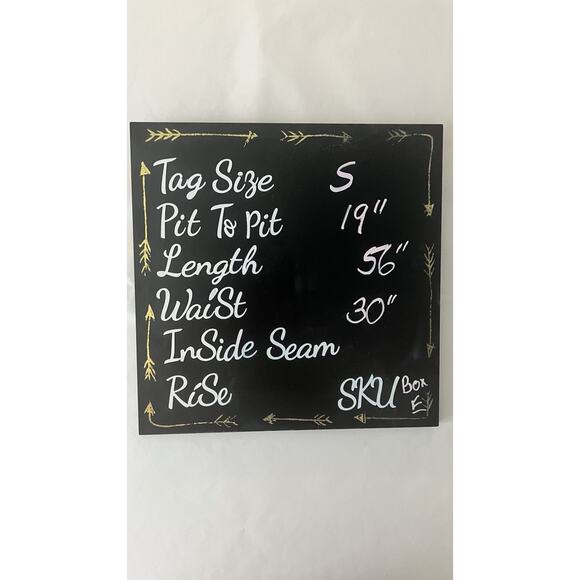 Tag Size S
Pit To Pit 19"
Length 56"
WaiSt 30"
InSide Seam
RiSe SKU Box E